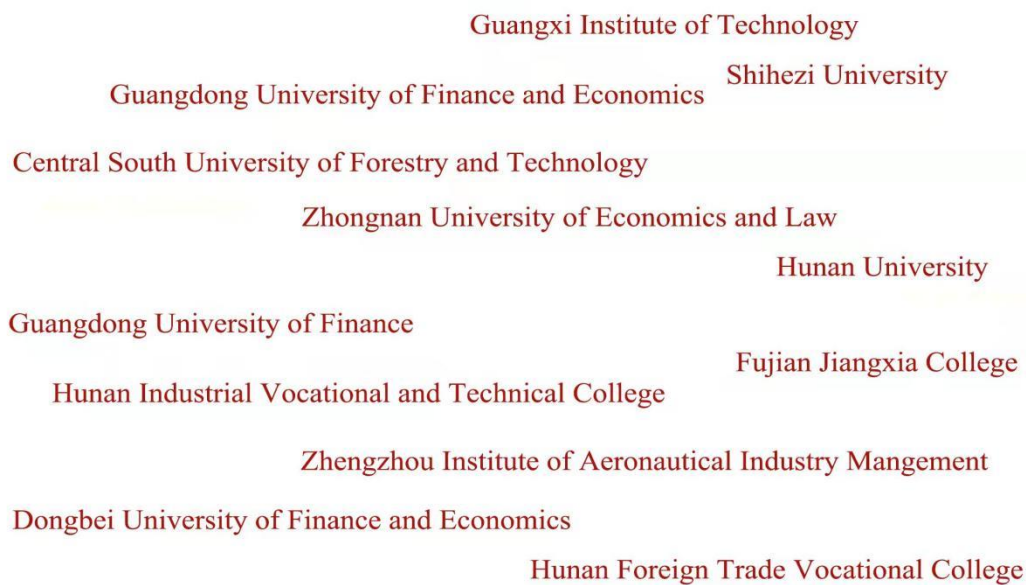 Guangxi Institute of Technology
Shihezi University
Guangdong University of Finance and Economics
Central South University of Forestry and Technology
Zhongnan University of Economics and Law
Hunan University
Guangdong University of Finance
Fujian Jiangxia College
Hunan Industrial Vocational and Technical College
Zhengzhou Institute of Aeronautical Industry Mangement
Dongbei University of Finance and Economics
Hunan Foreign Trade Vocational College